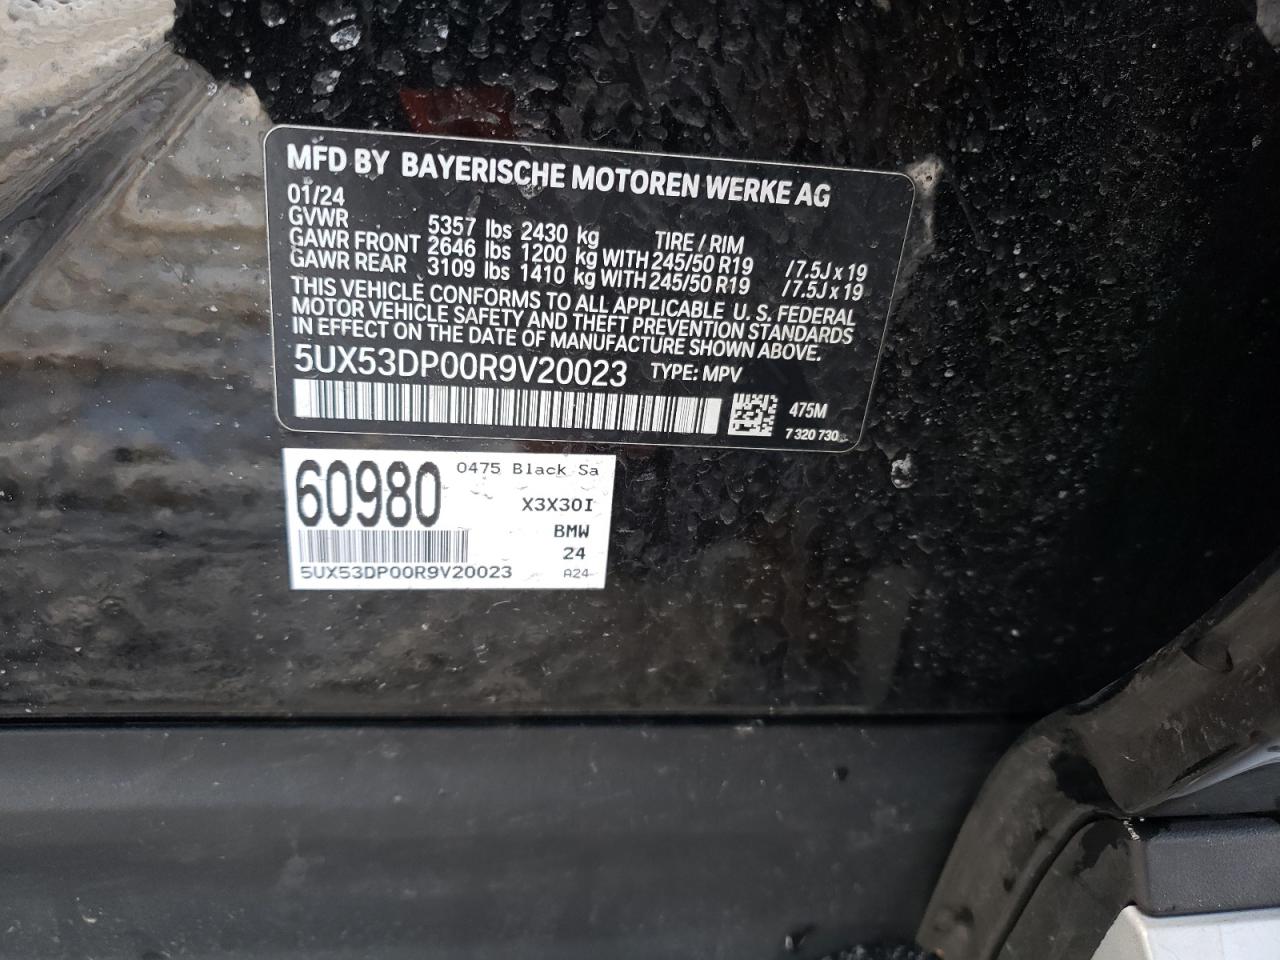 MFD BY BAYERISCHE MOTOREN WERKE AG
01/24
GVWR 5357 lbs 2430 kg TIRE / RIM
GAWR FRONT 2646 lbs 1200 kg WITH 245/50 R19 / 7.5J x 19
GAWR REAR 3109 lbs 1410 kg WITH 245/50 R19 / 7.5J x 19
THIS VEHICLE CONFORMS TO ALL APPLICABLE U. S. FEDERAL
MOTOR VEHICLE SAFETY AND THEFT PREVENTION STANDARDS
IN EFFECT ON THE DATE OF MANUFACTURE SHOWN ABOVE.
5UX53DP00R9V20023 TYPE: MPV
475M
7 320 730
60980 0475 Black Sa
X3X30I
BMW
24
5UX53DP00R9V20023 A24